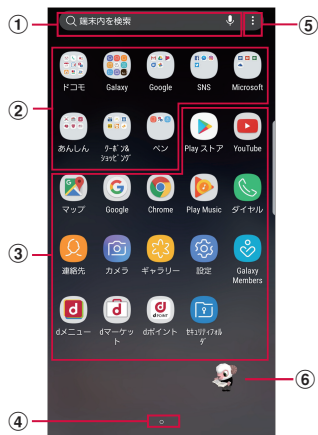 ① 端末内を検索 ⑤
②
ドコモ Galaxy Google SNS Microsoft
あんしん クーポン&ショッピング ペン Play ストア YouTube
③
マップ Google Chrome Play Music ダイヤル
連絡先 カメラ ギャラリー 設定 Galaxy Members
dメニュー dマーケット dポイント セキュリティフォルダ
⑥
④